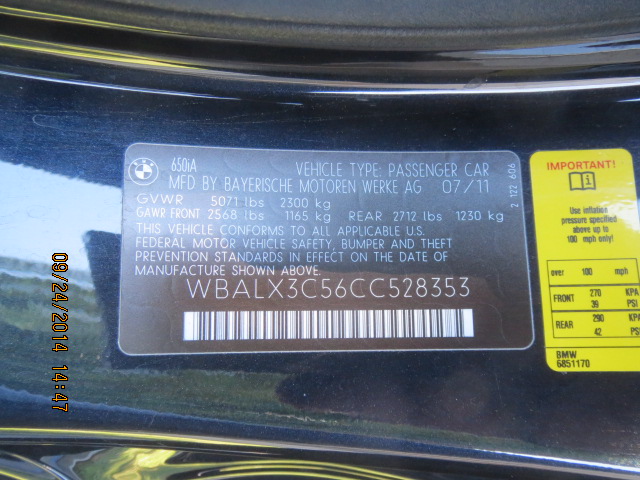 BMW
650iA
VEHICLE TYPE: PASSENGER CAR
MFD BY BAYERISCHE MOTOREN WERKE AG 07/11
GVWR 5071 lbs 2300 kg
GAWR FRONT 2568 lbs 1165 kg REAR 2712 lbs 1230 kg
THIS VEHICLE CONFORMS TO ALL APPLICABLE U.S.
FEDERAL MOTOR VEHICLE SAFETY, BUMPER AND THEFT
PREVENTION STANDARDS IN EFFECT ON THE DATE OF
MANUFACTURE SHOWN ABOVE.
WBALX3C56CC528353
2 122 606
IMPORTANT!
Use inflation
pressure specified
above up to
100 mph only!
over 100 mph
FRONT 270 KPA
39 PSI
REAR 290 KPA
42 PSI
BMW
6851170
09/24/2014 14:47